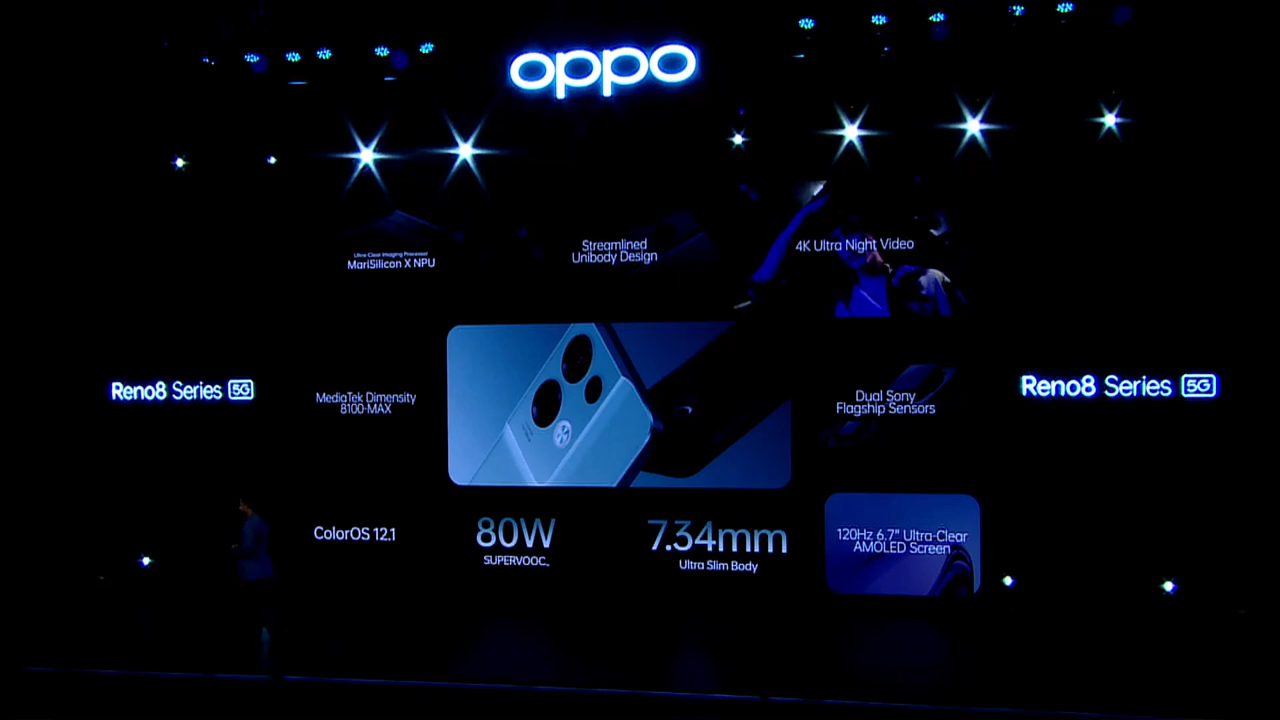 oppo
Ultra-Clear Imaging Processor
MariSilicon X NPU
Streamlined
Unibody Design
4K Ultra Night Video
Reno8 Series 5G
MediaTek Dimensity
8100-MAX
Dual Sony
Flagship Sensors
Reno8 Series 5G
ColorOS 12.1
80W
SUPERVOOC™
7.34mm
Ultra Slim Body
120Hz 6.7" Ultra-Clear
AMOLED Screen